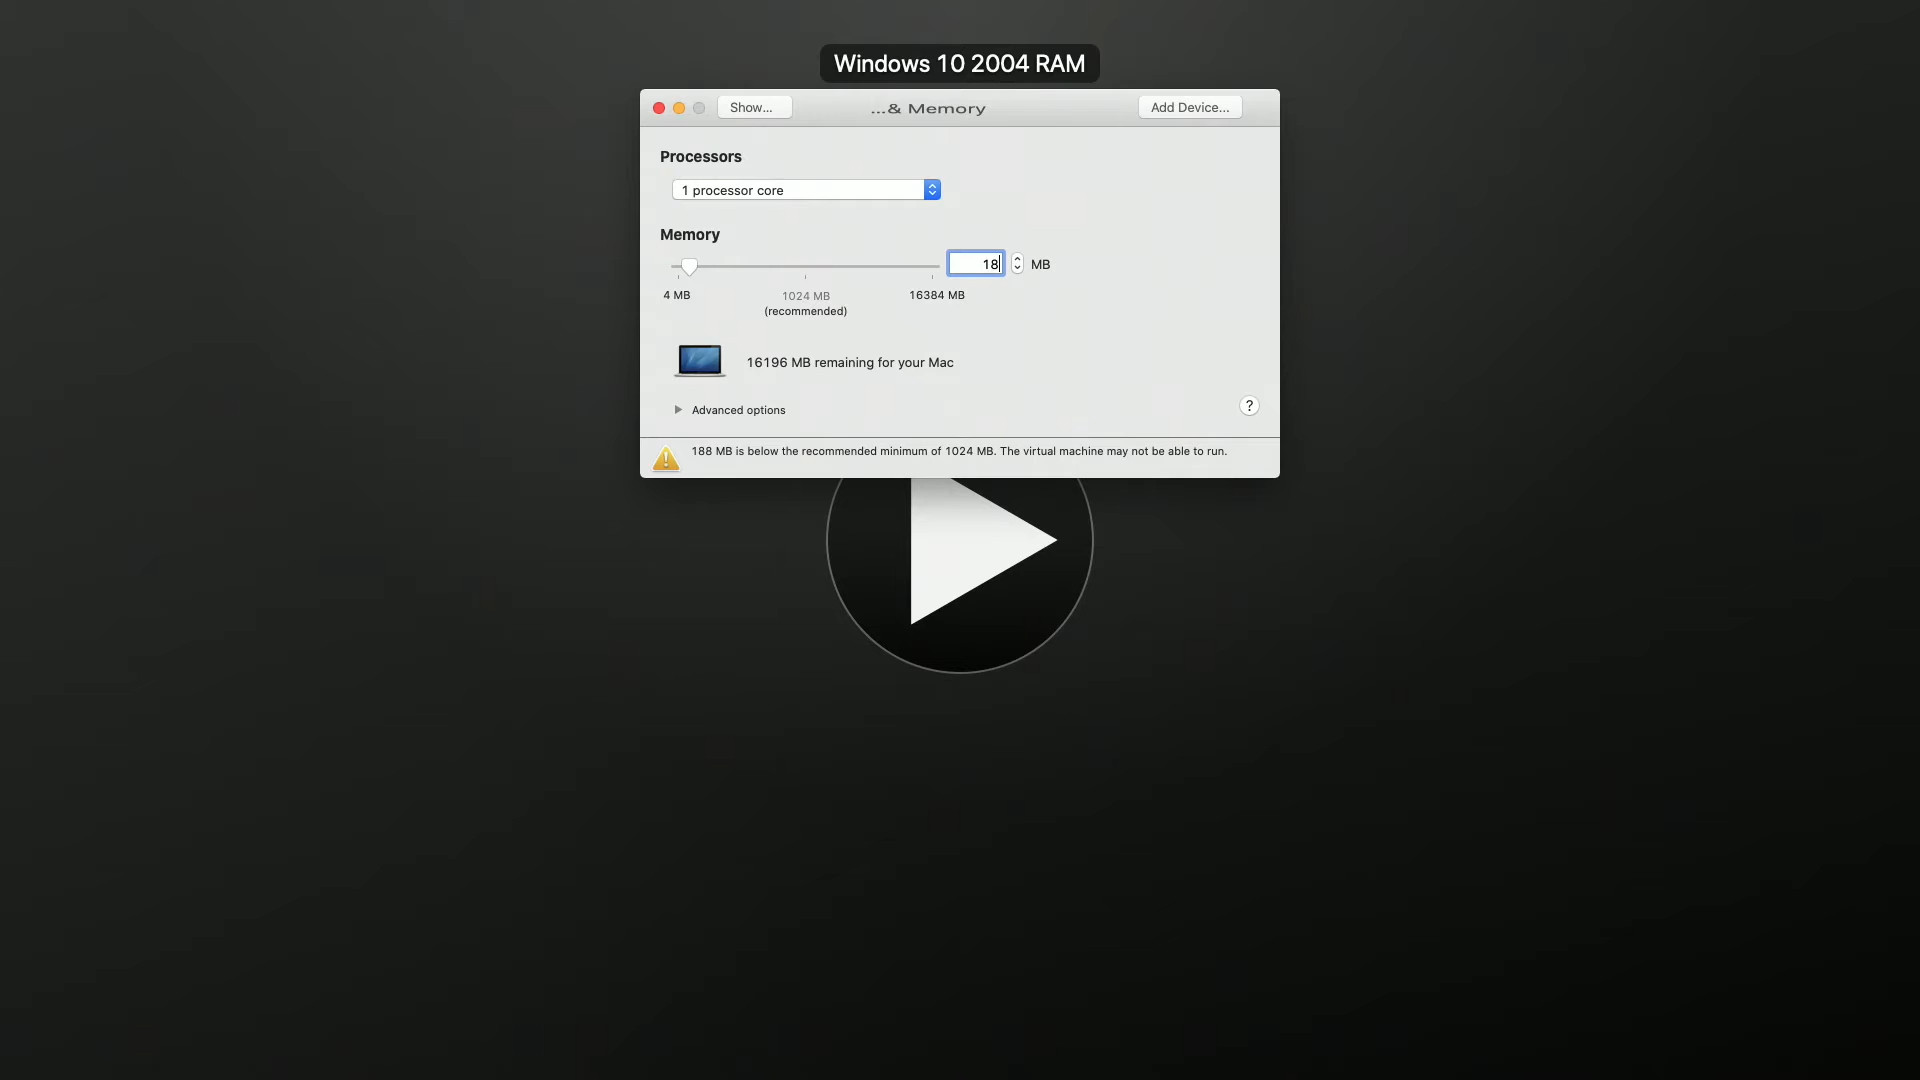 Windows 10 2004 RAM
Show...
...& Memory
Add Device...
Processors
1 processor core
Memory
18 MB
4 MB
1024 MB
(recommended)
16384 MB
16196 MB remaining for your Mac
Advanced options
?
188 MB is below the recommended minimum of 1024 MB. The virtual machine may not be able to run.